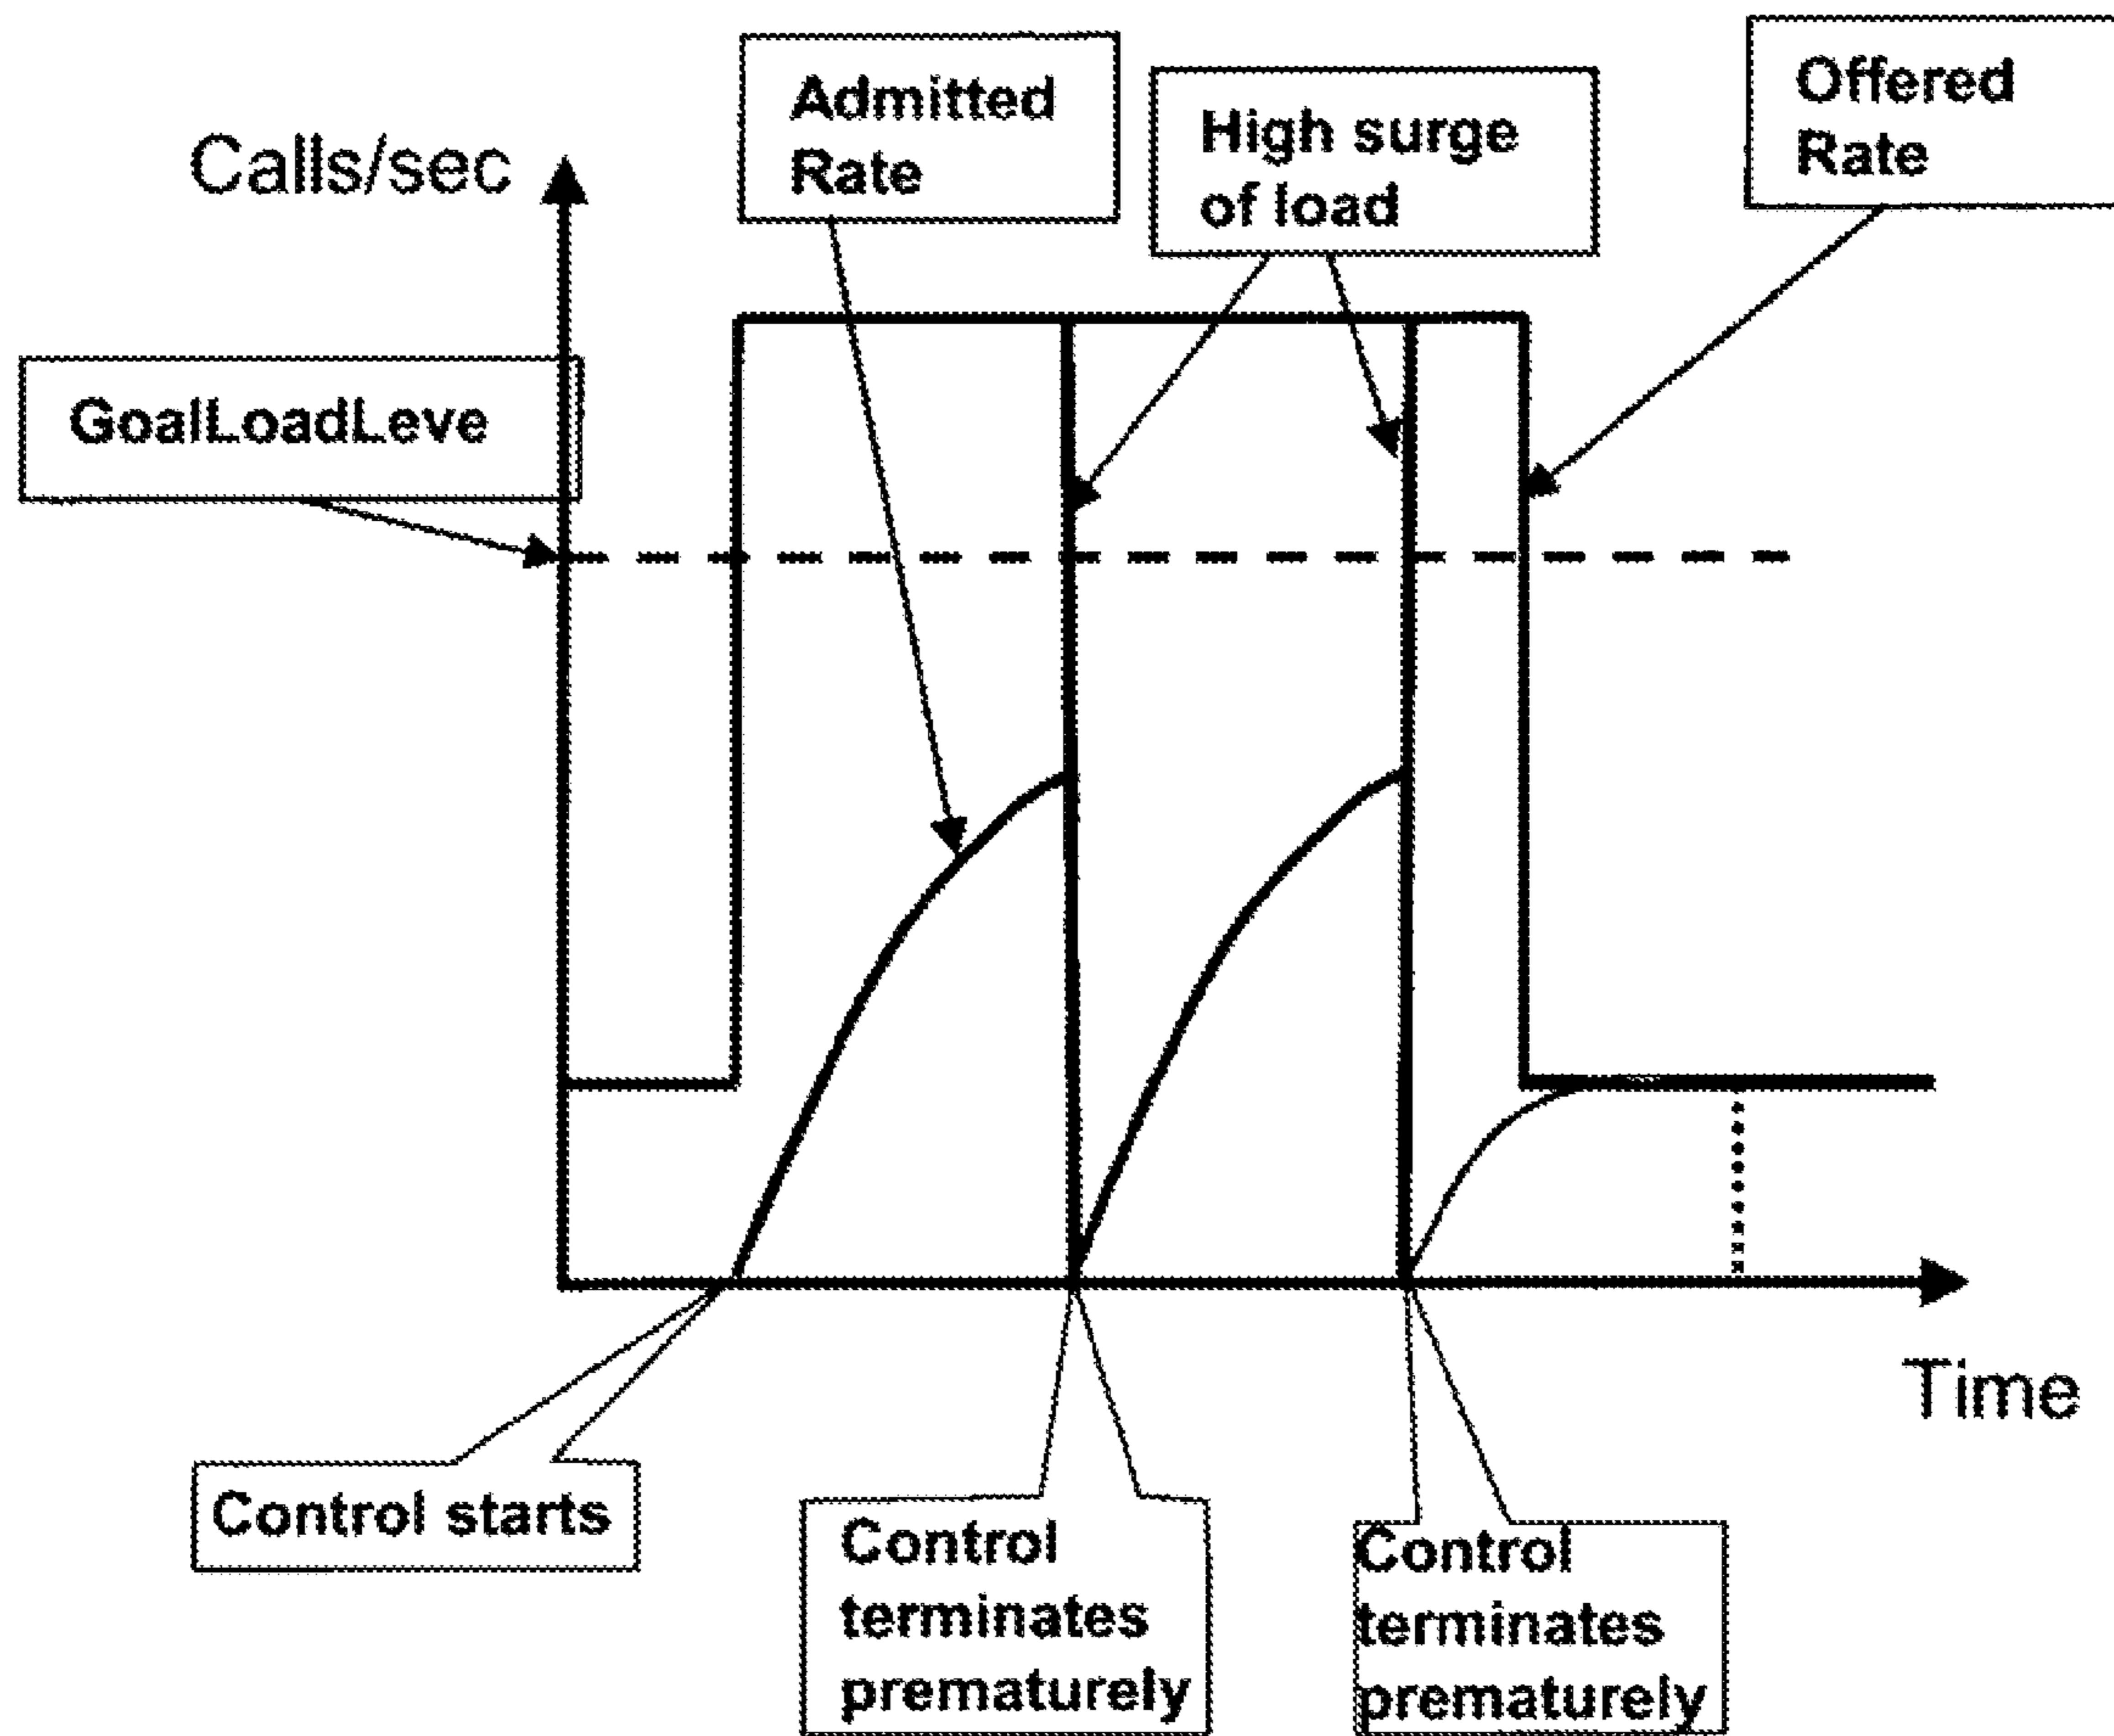 Admitted
Rate
High surge
of load
Offered
Rate
Calls/sec
GoalLoadLeve
Time
Control starts
Control
terminates
prematurely
Control
terminates
prematurely